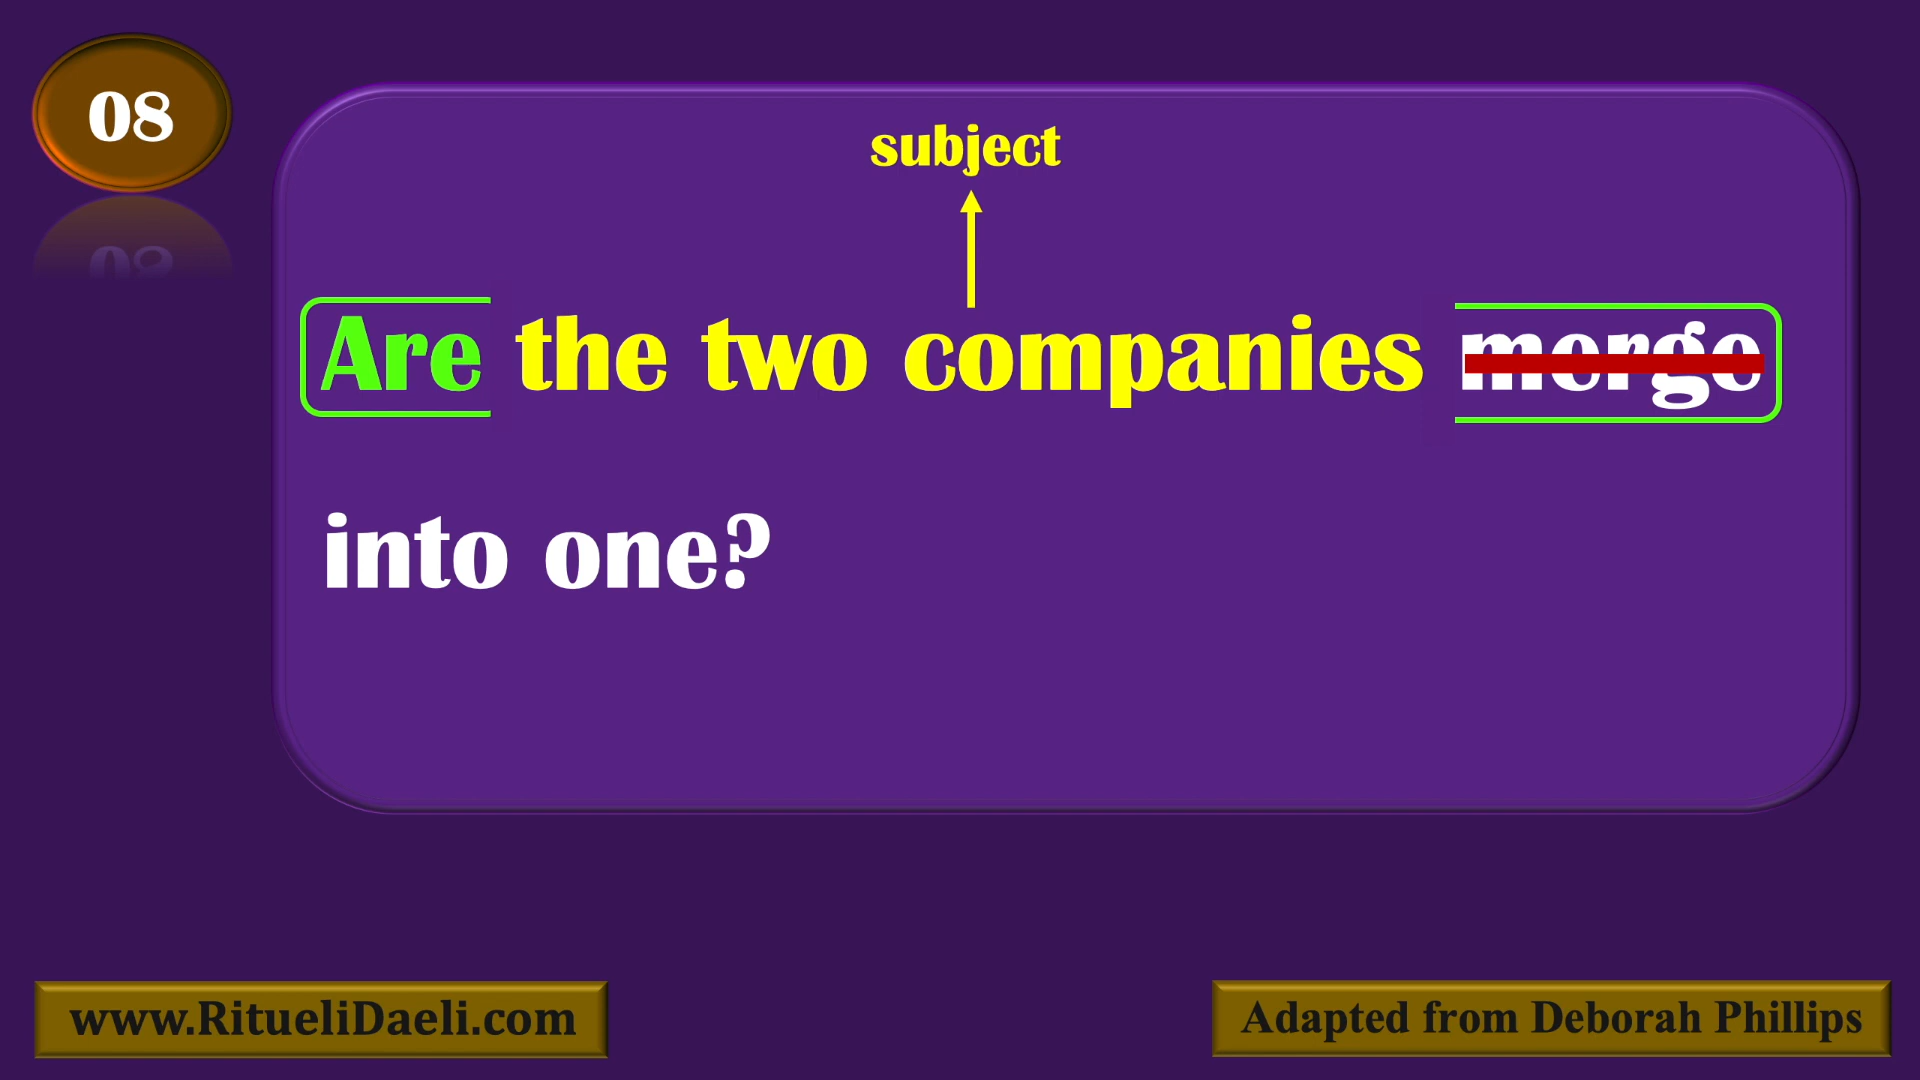 08
subject
Are the two companies merge
into one?
www.RitueliDaeli.com
Adapted from Deborah Phillips